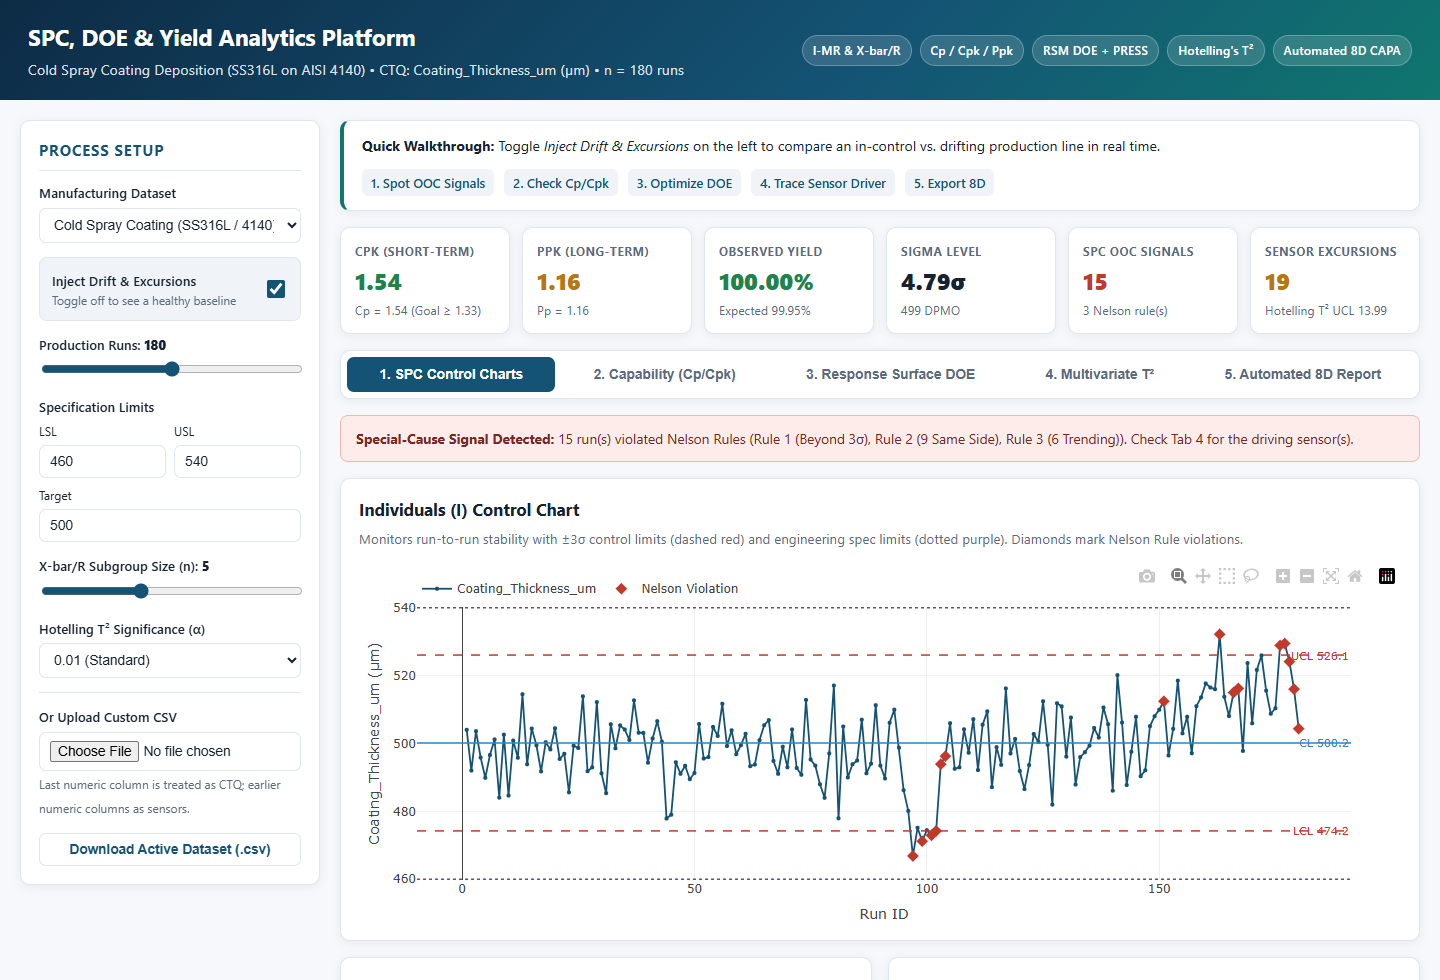 SPC, DOE & Yield Analytics Platform
Cold Spray Coating Deposition (SS316L on AISI 4140) • CTQ: Coating_Thickness_um (µm) • n = 180 runs
I-MR & X-bar/R
Cp / Cpk / Ppk
RSM DOE + PRESS
Hotelling's T²
Automated 8D CAPA
PROCESS SETUP
Manufacturing Dataset
Cold Spray Coating (SS316L / 4140)
Inject Drift & Excursions
Toggle off to see a healthy baseline
Production Runs: 180
Specification Limits
LSL
USL
460
540
Target
500
X-bar/R Subgroup Size (n): 5
Hotelling T² Significance (α)
0.01 (Standard)
Or Upload Custom CSV
Choose File No file chosen
Last numeric column is treated as CTQ; earlier
numeric columns as sensors.
Download Active Dataset (.csv)
Quick Walkthrough: Toggle Inject Drift & Excursions on the left to compare an in-control vs. drifting production line in real time.
1. Spot OOC Signals
2. Check Cp/Cpk
3. Optimize DOE
4. Trace Sensor Driver
5. Export 8D
CPK (SHORT-TERM)
1.54
Cp = 1.54 (Goal ≥ 1.33)
PPK (LONG-TERM)
1.16
Pp = 1.16
OBSERVED YIELD
100.00%
Expected 99.95%
SIGMA LEVEL
4.79σ
499 DPMO
SPC OOC SIGNALS
15
3 Nelson rule(s)
SENSOR EXCURSIONS
19
Hotelling T² UCL 13.99
1. SPC Control Charts
2. Capability (Cp/Cpk)
3. Response Surface DOE
4. Multivariate T²
5. Automated 8D Report
Special-Cause Signal Detected: 15 run(s) violated Nelson Rules (Rule 1 (Beyond 3σ), Rule 2 (9 Same Side), Rule 3 (6 Trending)). Check Tab 4 for the driving sensor(s).
Individuals (I) Control Chart
Monitors run-to-run stability with ±3σ control limits (dashed red) and engineering spec limits (dotted purple). Diamonds mark Nelson Rule violations.
Coating_Thickness_um
Nelson Violation
540
520
500
480
460
Coating_Thickness_um (µm)
UCL 526.1
CL 500.2
LCL 474.2
0
50
100
150
Run ID